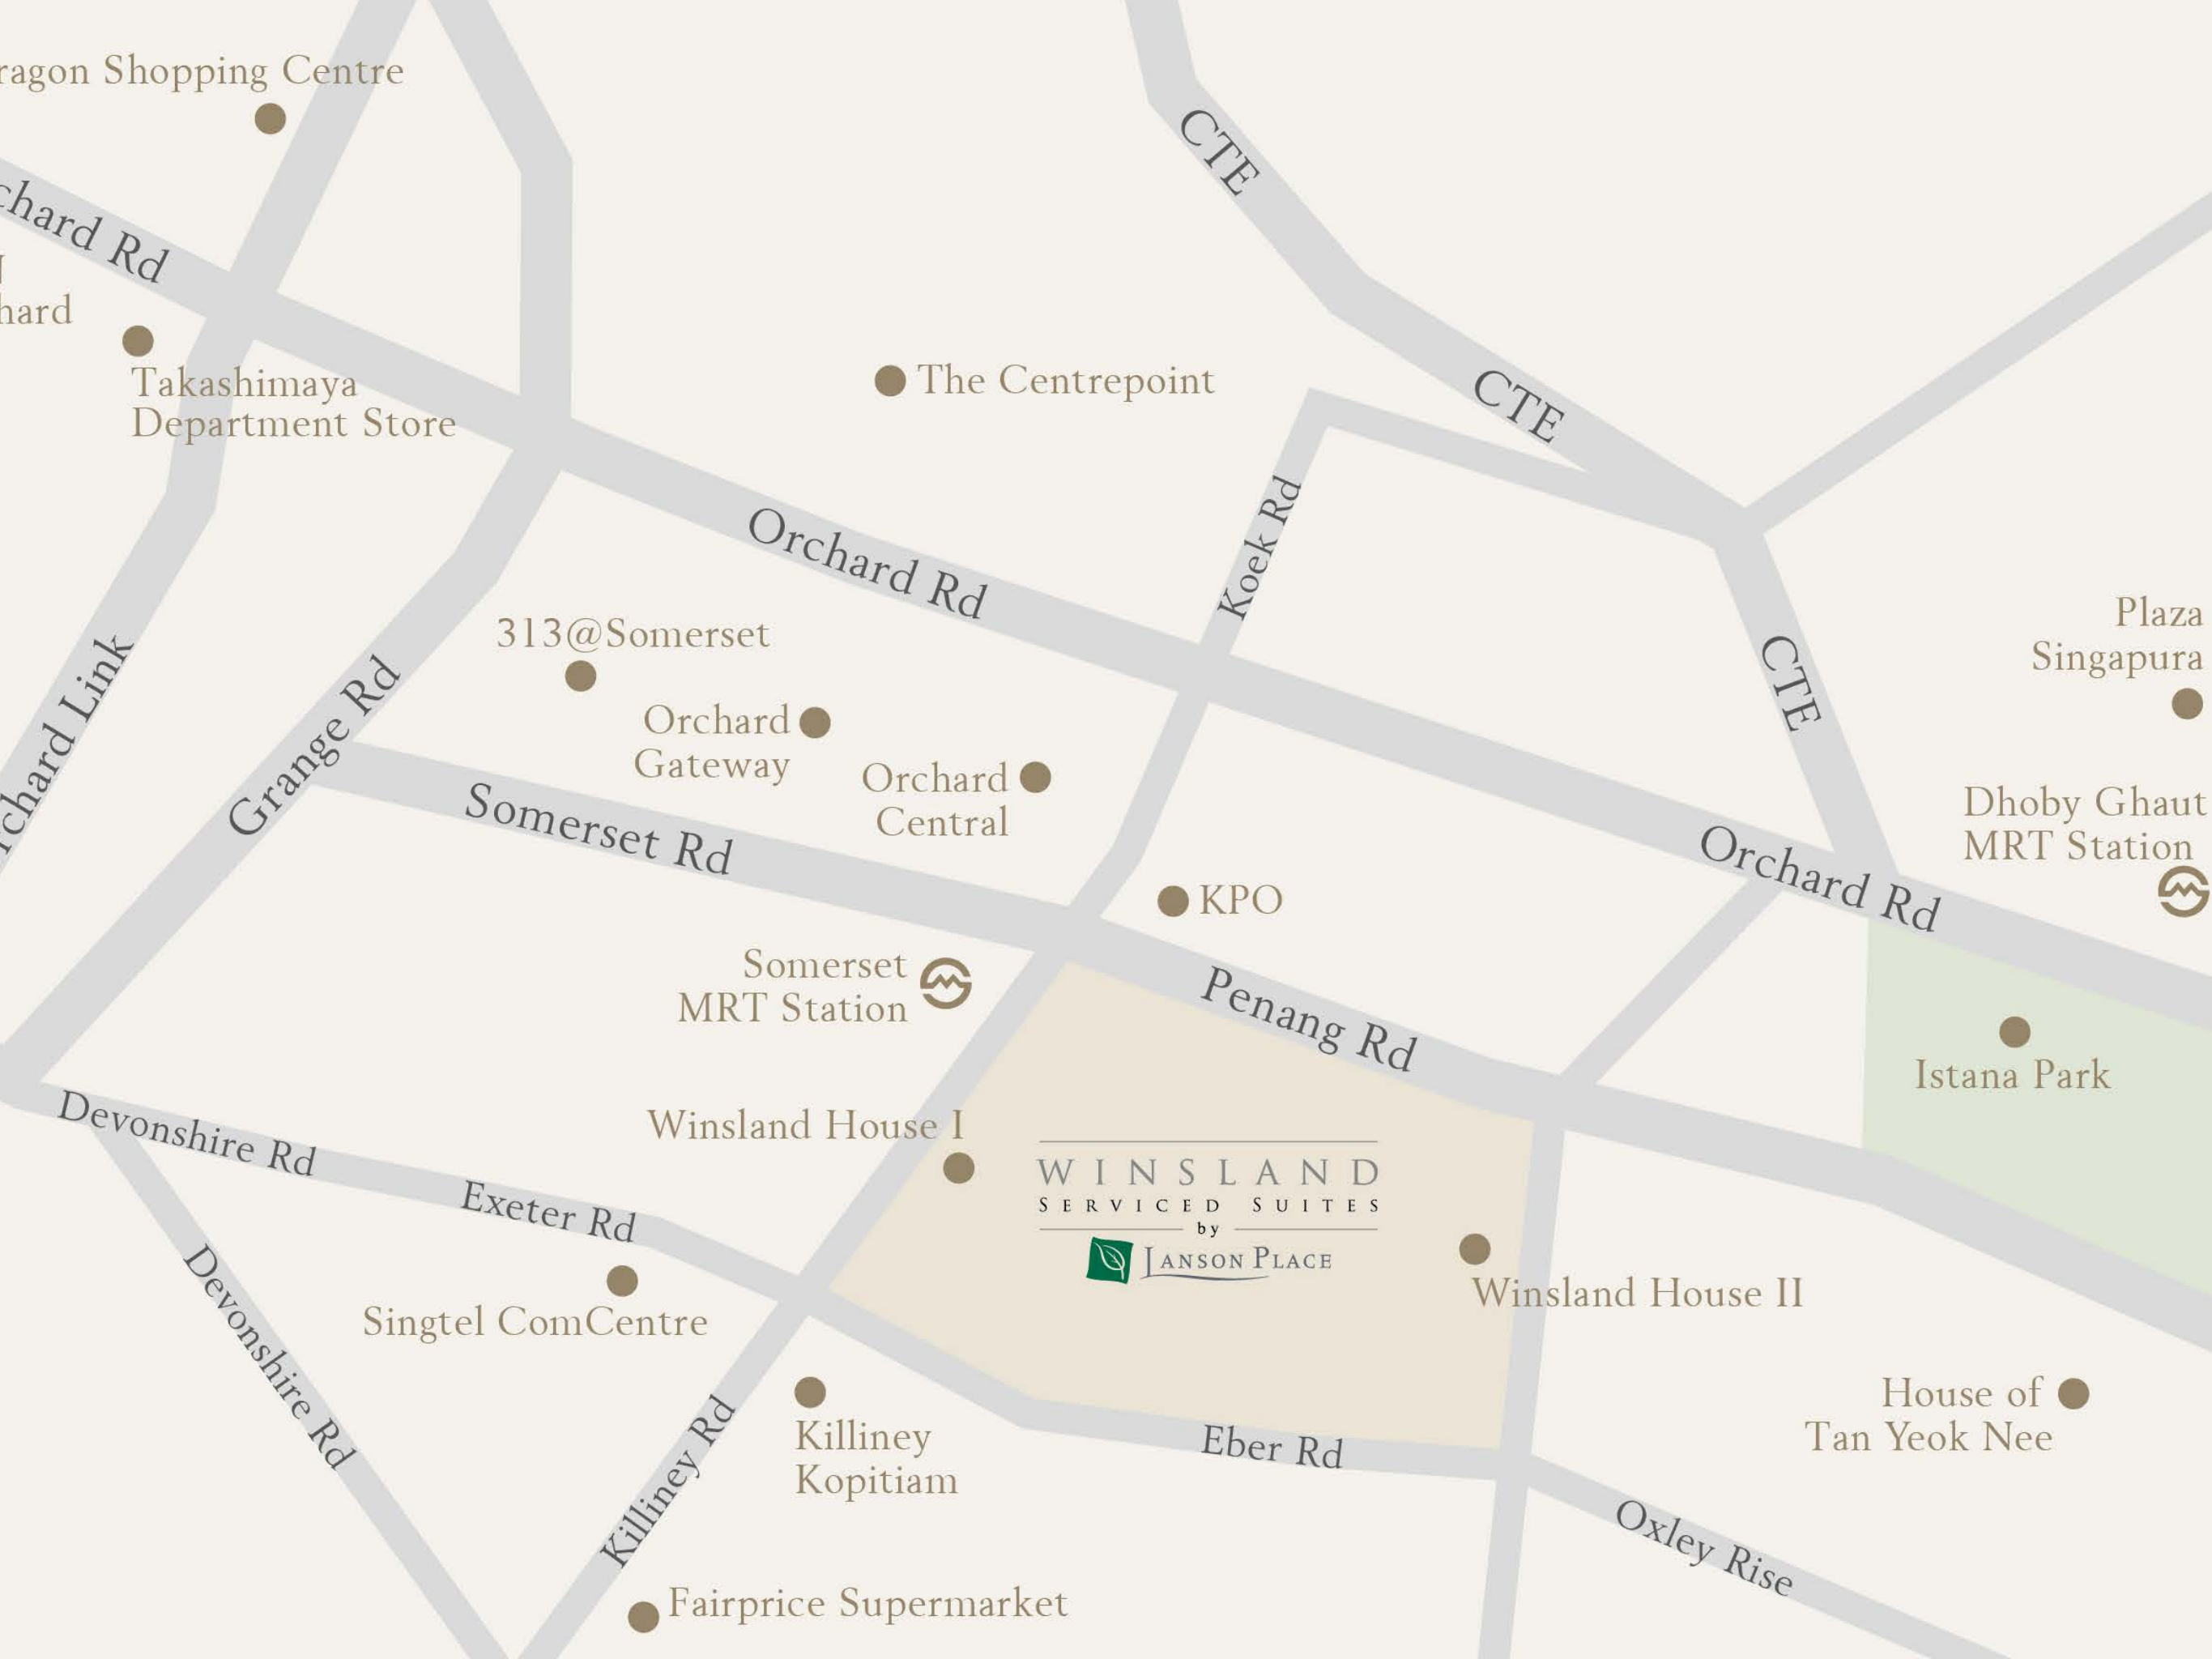 ragon Shopping Centre
chard Rd
hard
Takashimaya
Department Store
CTE
The Centrepoint
CTE
Koek Rd
Orchard Rd
chard Link
Grange Rd
313@Somerset
Orchard
Gateway
Orchard
Central
Somerset Rd
CTE
Plaza
Singapura
Dhoby Ghaut
MRT Station
Orchard Rd
KPO
Somerset
MRT Station
Penang Rd
Istana Park
Devonshire Rd
Winsland House I
WINSLAND
SERVICED SUITES
by
JANSON PLACE
Exeter Rd
Winsland House II
Singtel ComCentre
Devonshire Rd
Killiney Rd
Killiney
Kopitiam
Eber Rd
House of
Tan Yeok Nee
Oxley Rise
Fairprice Supermarket